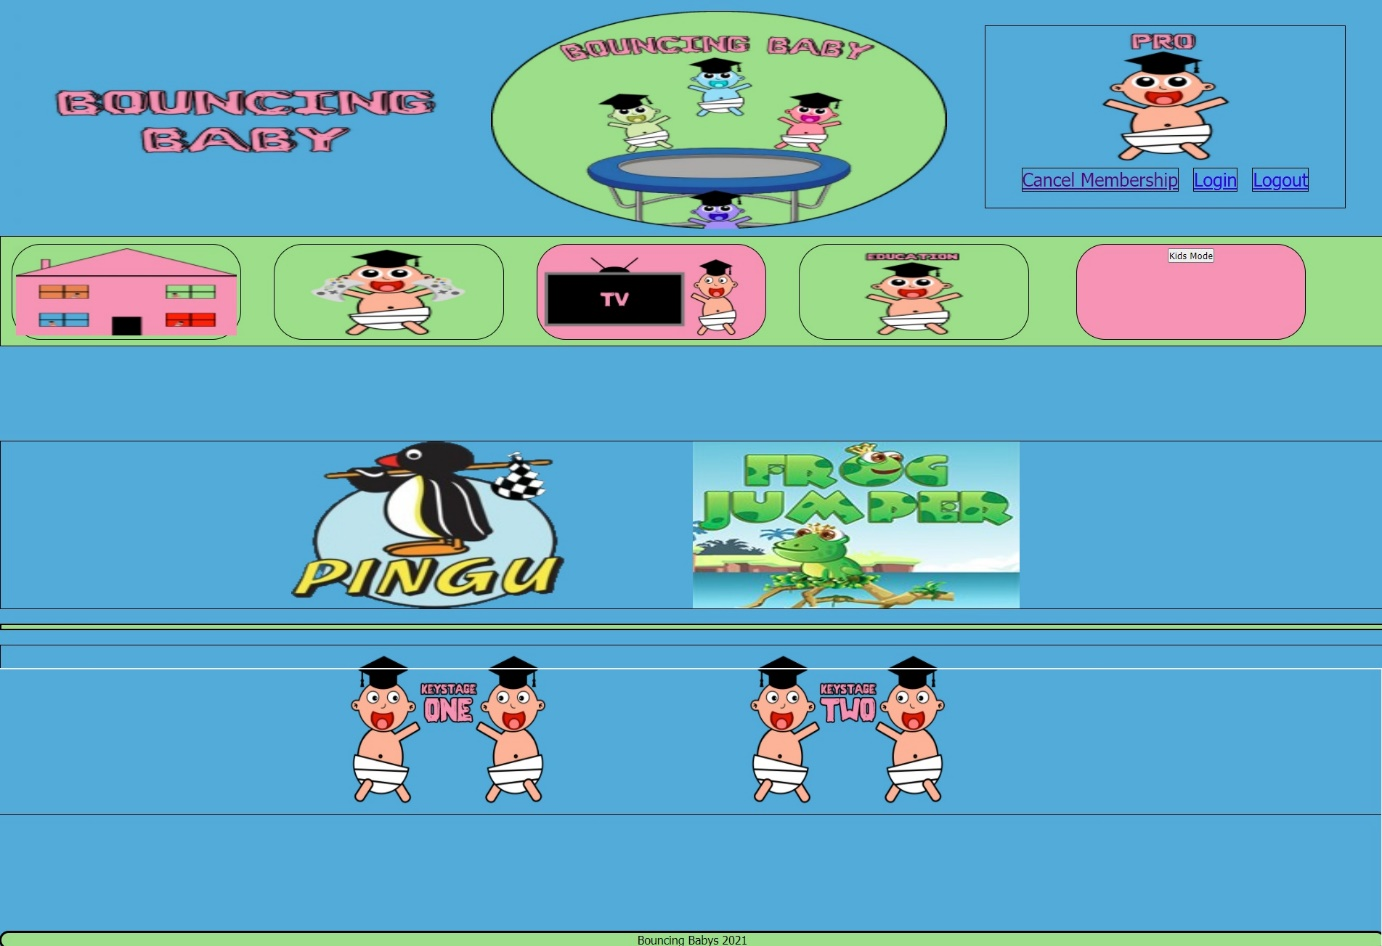 BOUNCING
BABY
BOUNCING BABY
PRO
Cancel Membership Login Logout
TV
EDUCATION
Kids Mode
PINGU
FROG
JUMPER
KEYSTAGE
ONE
KEYSTAGE
TWO
Bouncing Babys 2021